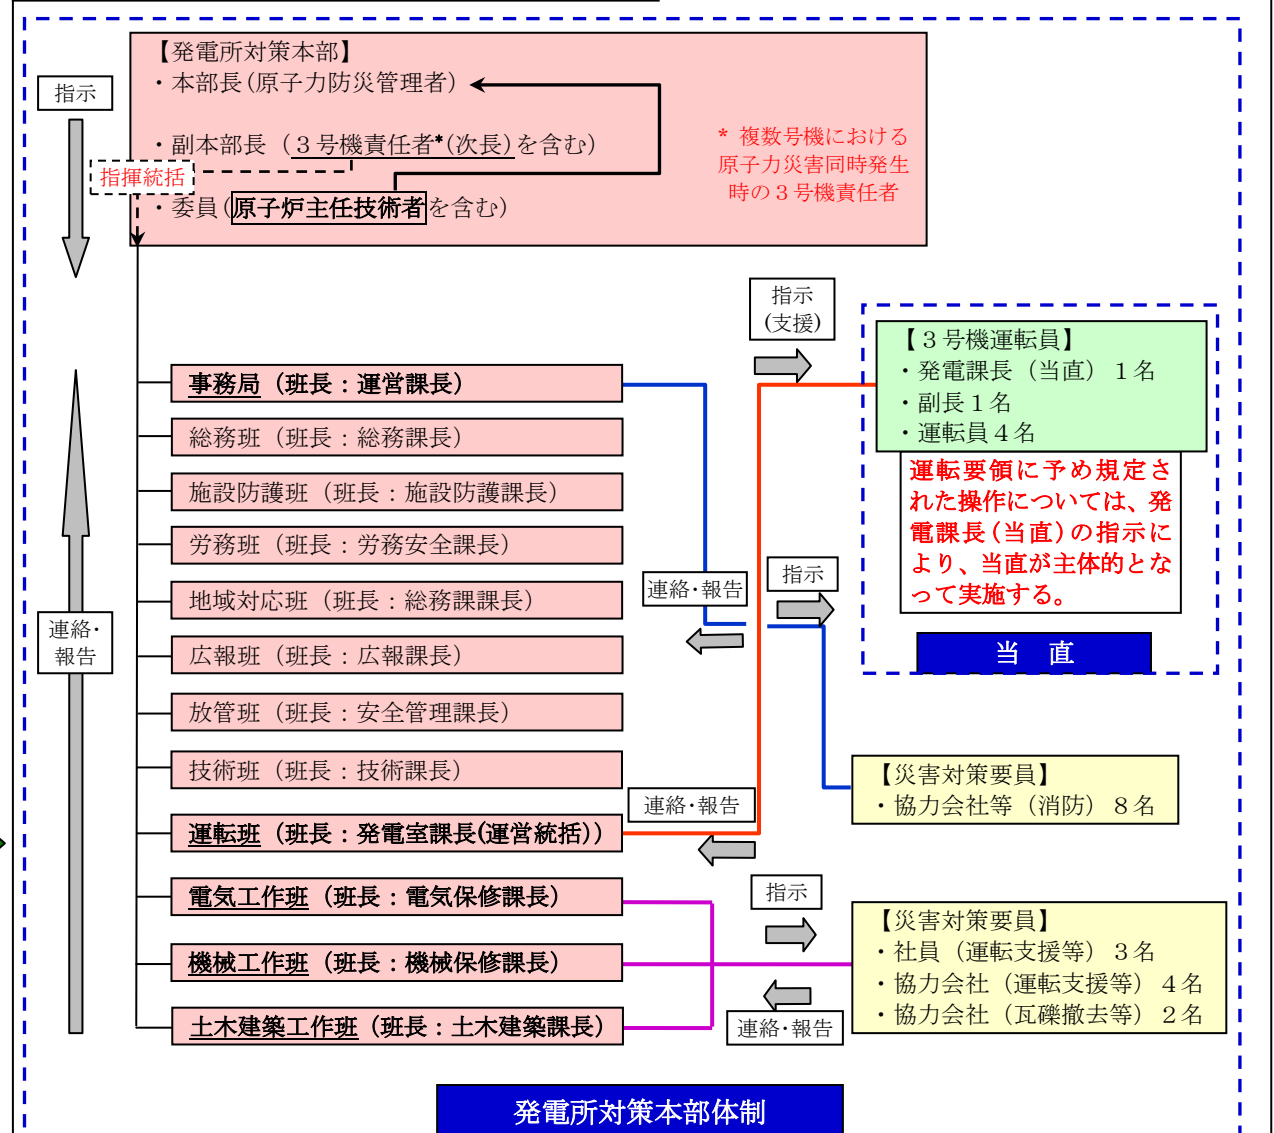 【発電所対策本部】
・本部長(原子力防災管理者)
・副本部長（３号機責任者*(次長)を含む）
・委員(原子炉主任技術者を含む）
* 複数号機における
原子力災害同時発生
時の３号機責任者
指示
指揮統括
連絡・
報告
事務局（班長：運営課長）
総務班（班長：総務課長）
施設防護班（班長：施設防護課長）
労務班（班長：労務安全課長）
地域対応班（班長：総務課課長）
広報班（班長：広報課長）
放管班（班長：安全管理課長）
技術班（班長：技術課長）
運転班（班長：発電室課長(運営統括)）
電気工作班（班長：電気保修課長）
機械工作班（班長：機械保修課長）
土木建築工作班（班長：土木建築課長）
指示
(支援)
【３号機運転員】
・発電課長（当直）１名
・副長１名
・運転員４名
運転要領に予め規定さ
れた操作については、発
電課長(当直)の指示に
より、当直が主体的とな
って実施する。
当　直
連絡・報告
指示
【災害対策要員】
・協力会社等（消防）８名
連絡・報告
指示
連絡・報告
【災害対策要員】
・社員（運転支援等）３名
・協力会社（運転支援等）４名
・協力会社（瓦礫撤去等）２名
発電所対策本部体制